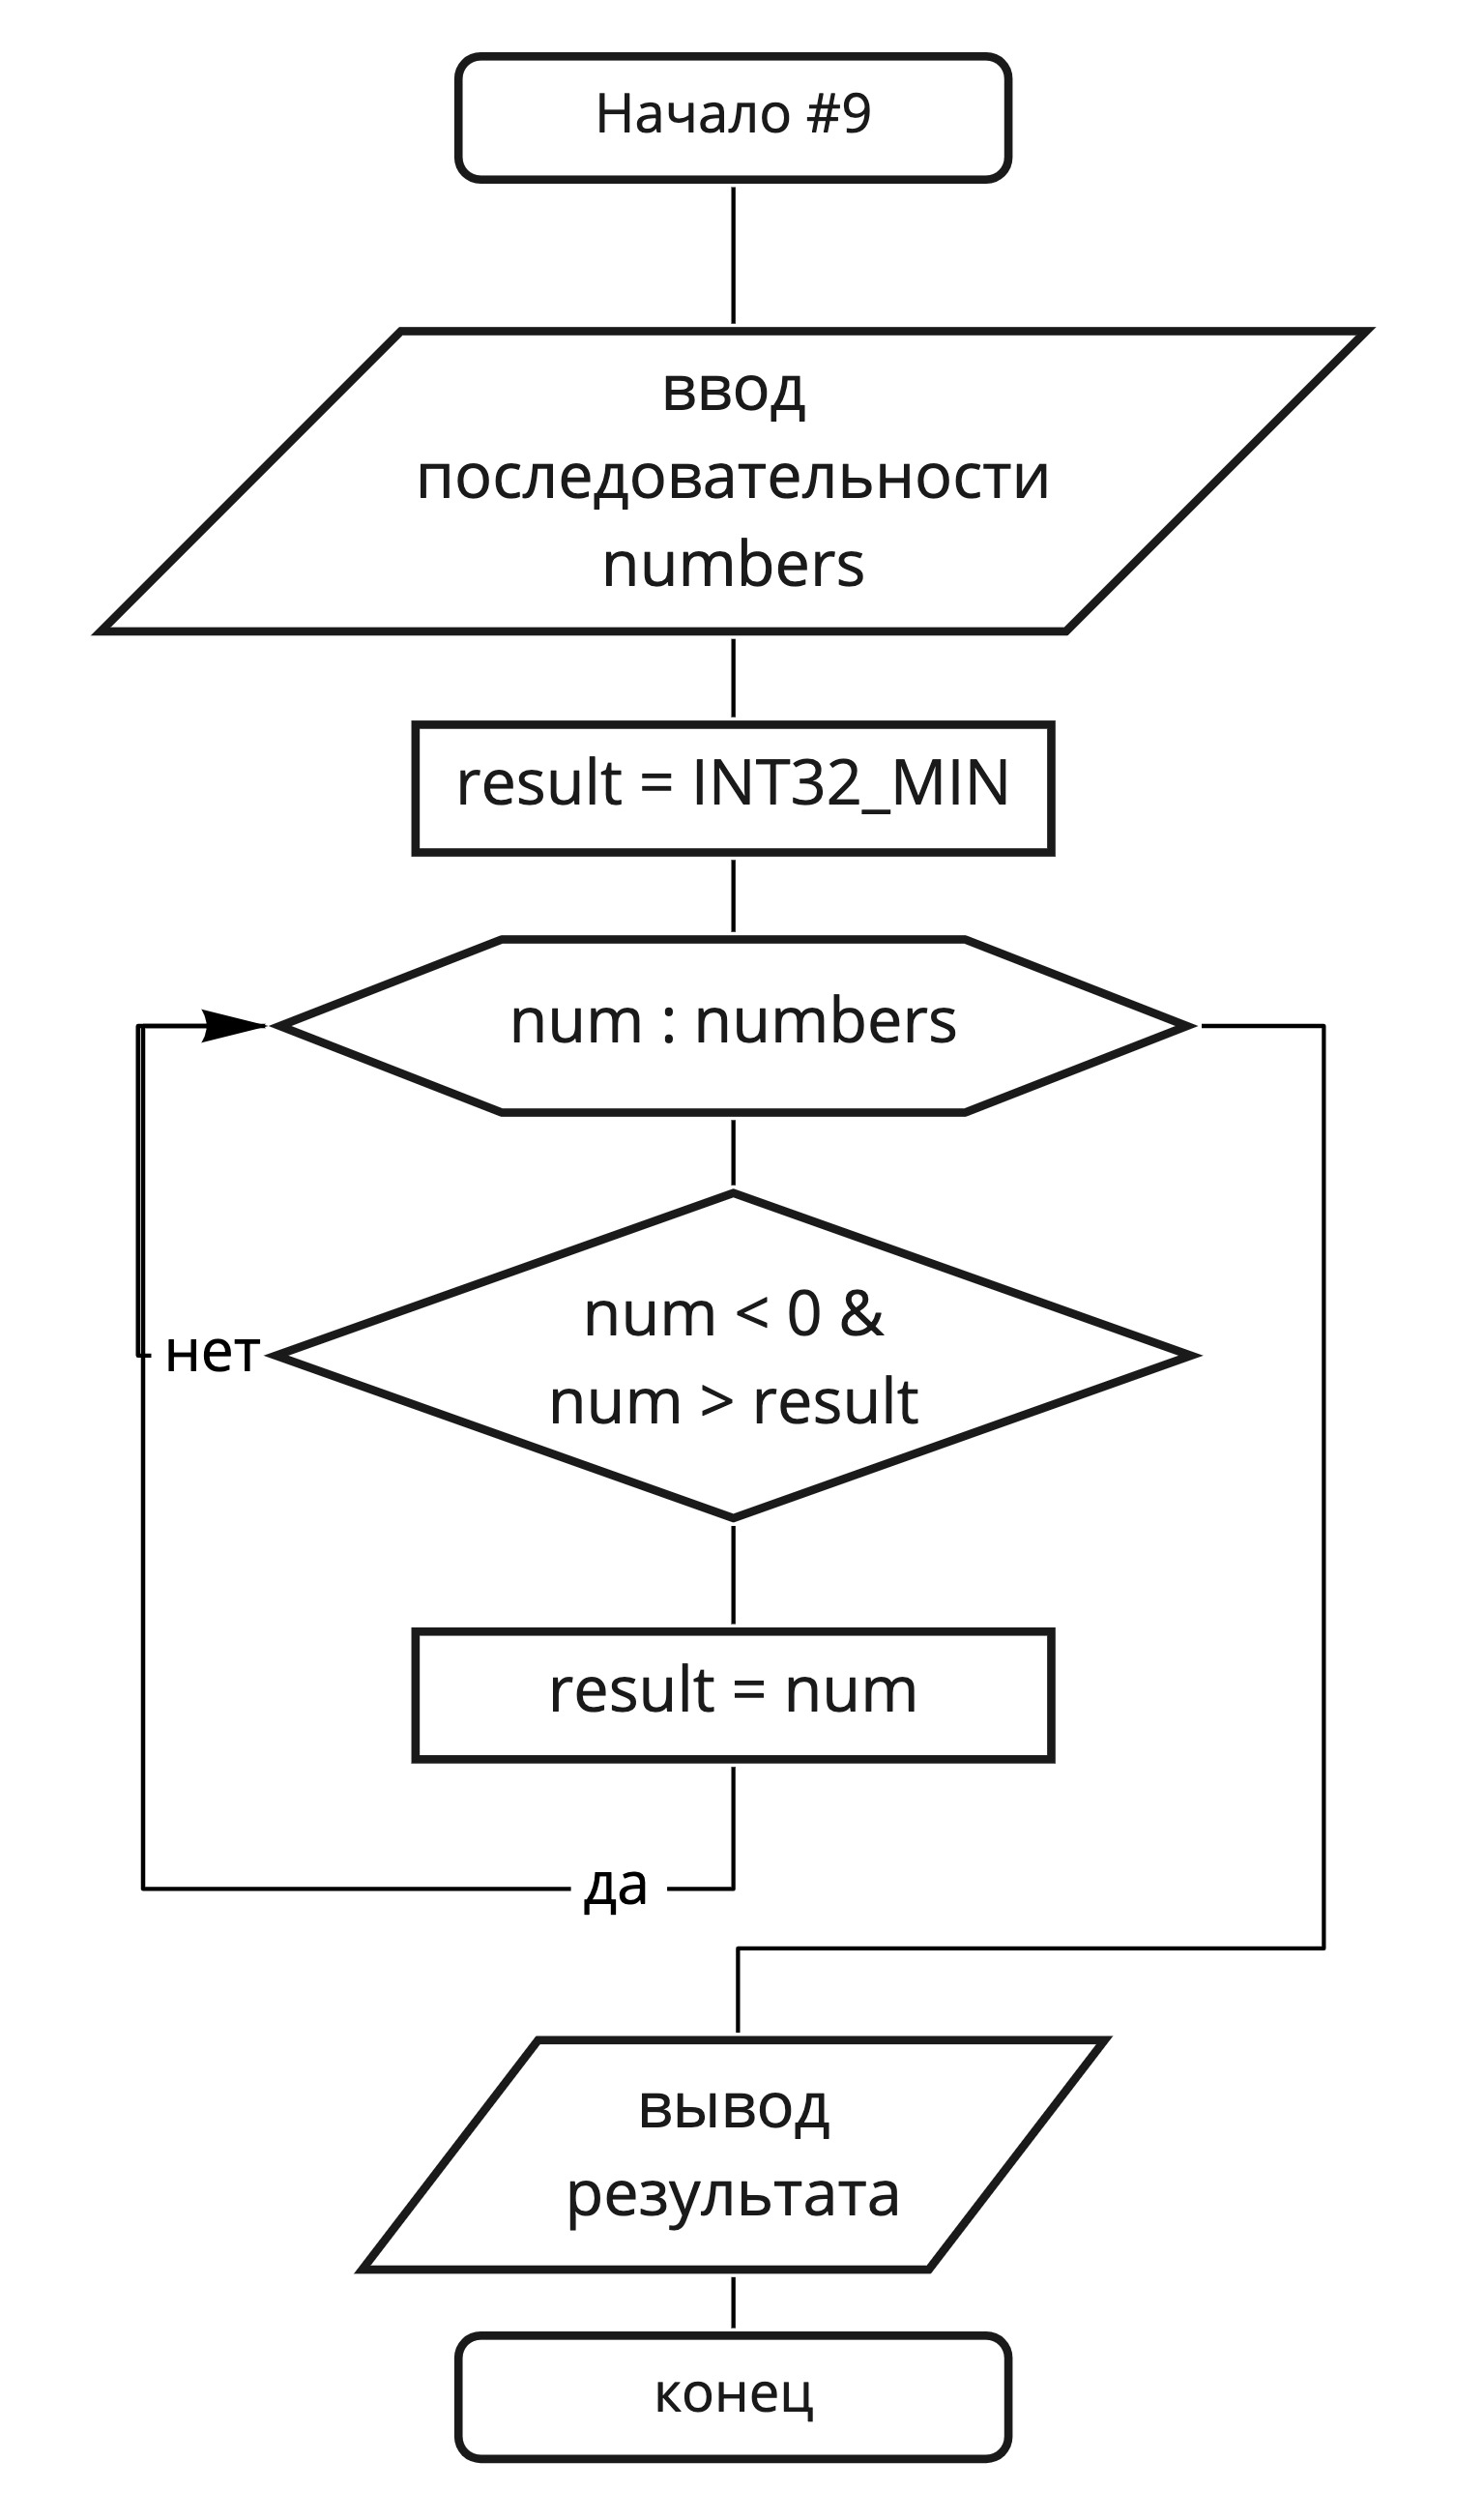 Начало #9
ввод
последовательности
numbers
result = INT32_MIN
num : numbers
num < 0 &
num > result
нет
result = num
да
вывод
результата
конец